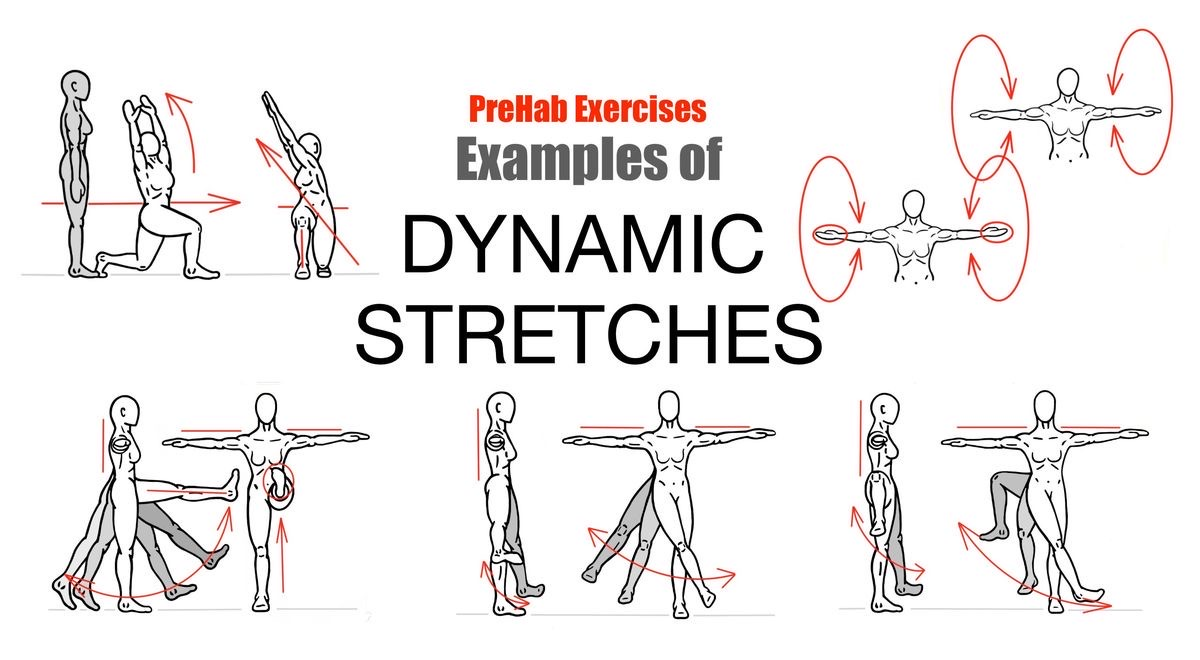 PreHab Exercises
Examples of
DYNAMIC
STRETCHES